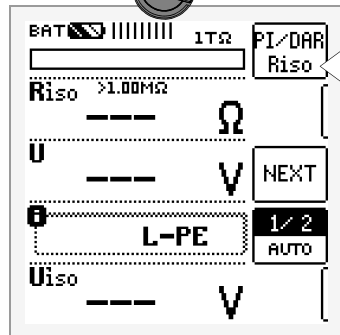 BAT 1TΩ
PI/DAR
Riso
Riso >1.00MΩ
--- Ω
U
--- V
NEXT
L-PE
1/2
AUTO
Uiso
--- V